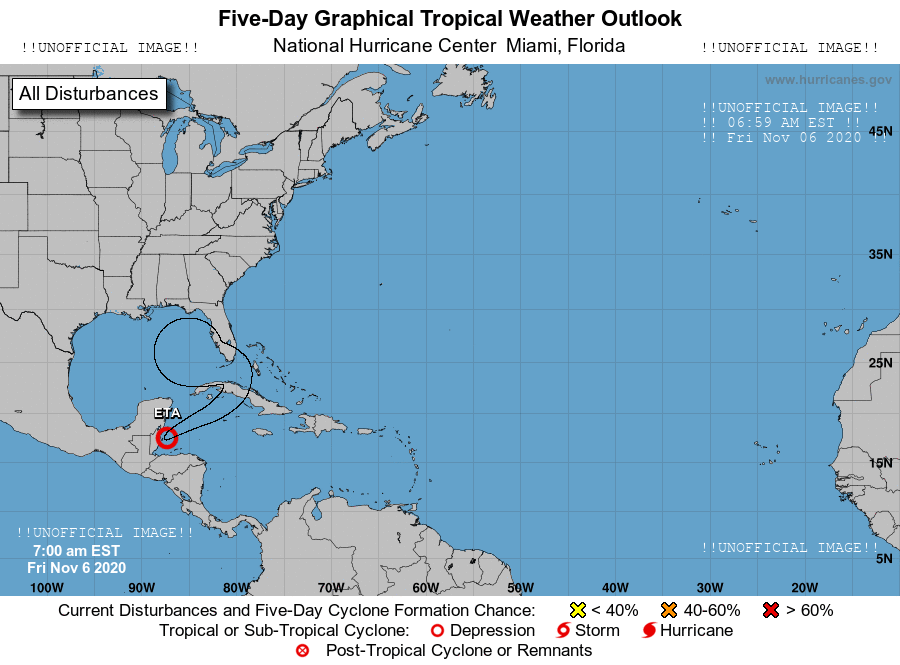 Five-Day Graphical Tropical Weather Outlook
!!UNOFFICIAL IMAGE!! National Hurricane Center  Miami, Florida !!UNOFFICIAL IMAGE!!
www.hurricanes.gov
All Disturbances
!!UNOFFICIAL IMAGE!!
!! 06:59 AM EST !!
!! Fri Nov 06 2020 !!
45N
35N
25N
ETA
15N
!!UNOFFICIAL IMAGE!!
!!UNOFFICIAL IMAGE!!
7:00 am EST
5N
Fri Nov 6 2020
100W 90W 80W 70W 60W 50W 40W 30W 20W
Current Disturbances and Five-Day Cyclone Formation Chance: < 40% 40-60% > 60%
Tropical or Sub-Tropical Cyclone: Depression Storm Hurricane
Post-Tropical Cyclone or Remnants